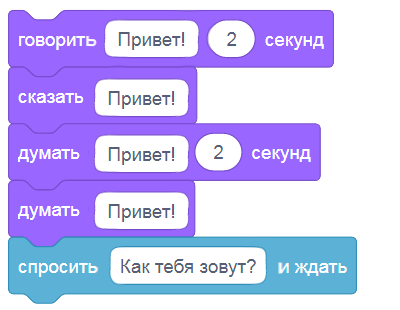 говорить Привет! 2 секунд
сказать Привет!
думать Привет! 2 секунд
думать Привет!
спросить Как тебя зовут? и ждать